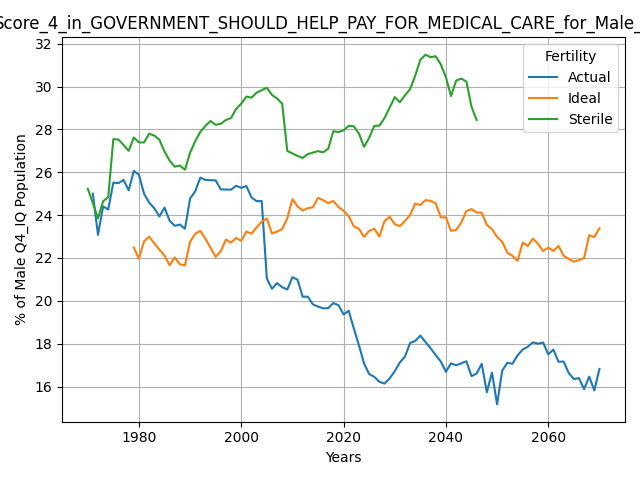 Score_4_in_GOVERNMENT_SHOULD_HELP_PAY_FOR_MEDICAL_CARE_for_Male_
32
30
28
26
24
22
20
18
16
% of Male Q4_IQ Population
Fertility
Actual
Ideal
Sterile
1980
2000
2020
2040
2060
Years